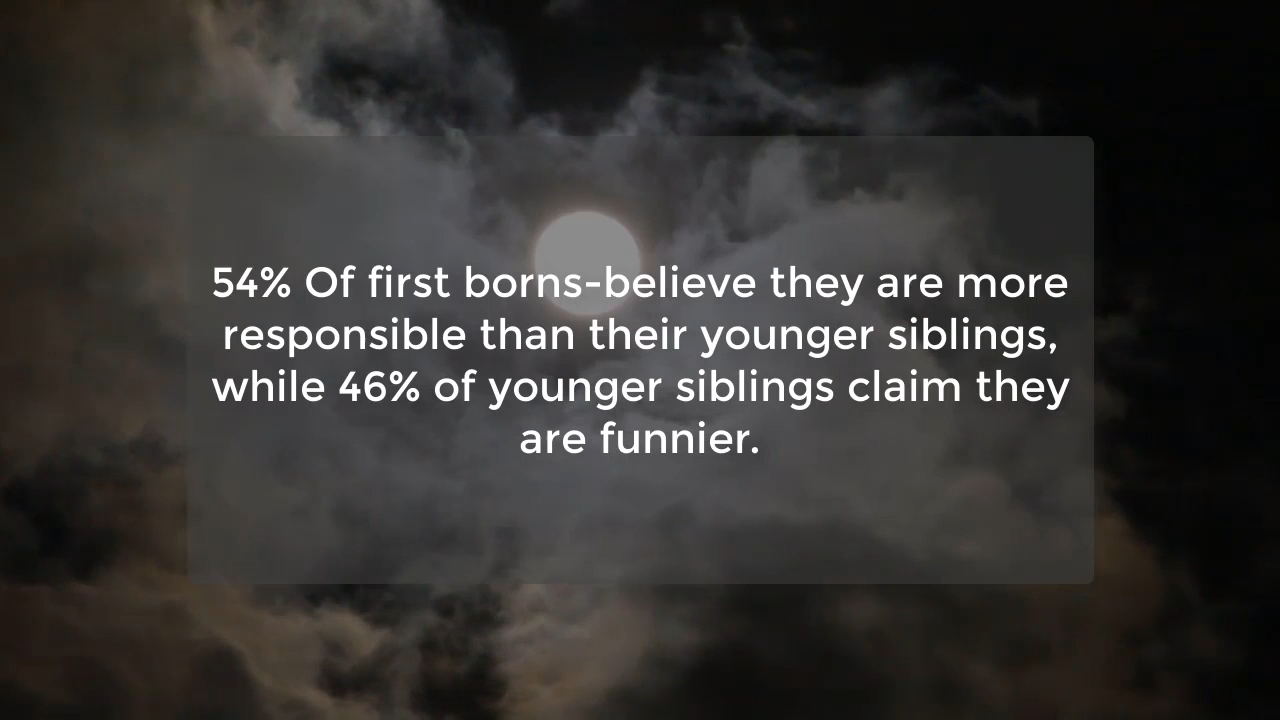 54% Of first borns-believe they are more
responsible than their younger siblings,
while 46% of younger siblings claim they
are funnier.